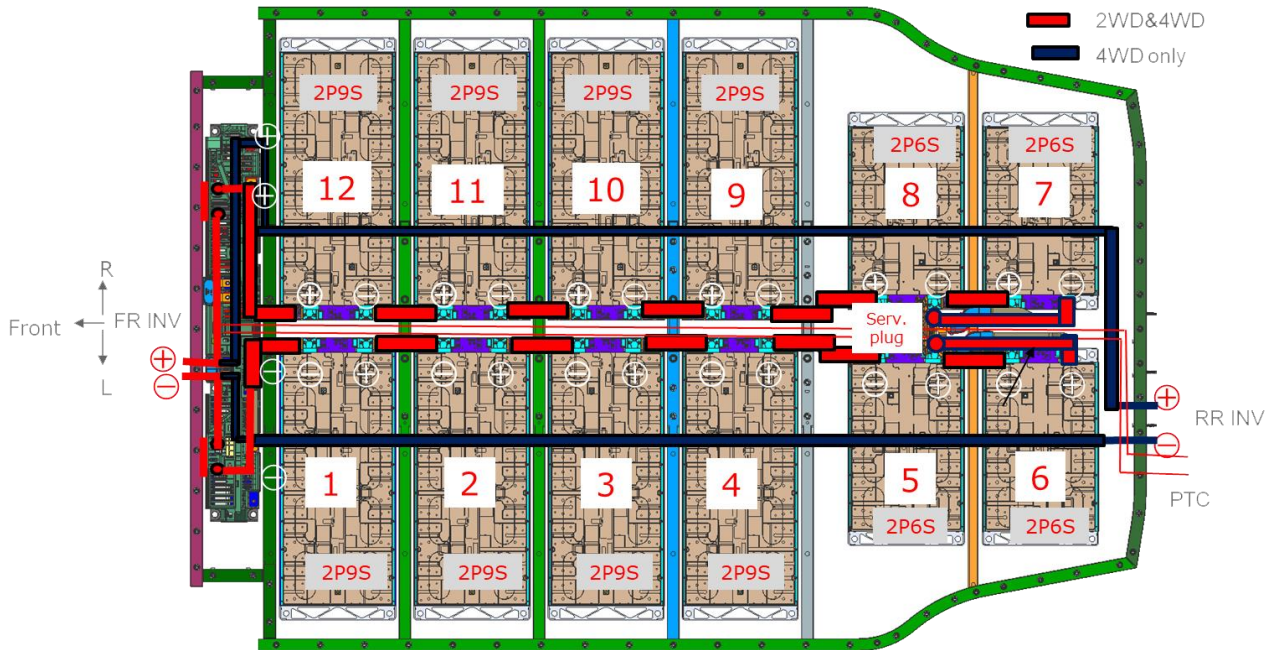 2WD&4WD
4WD only
2P9S
2P9S
2P9S
2P9S
2P6S
2P6S
12
11
10
9
8
7
R
Front
FR INV
L
Serv.
plug
RR INV
PTC
1
2
3
4
5
6
2P9S
2P9S
2P9S
2P9S
2P6S
2P6S